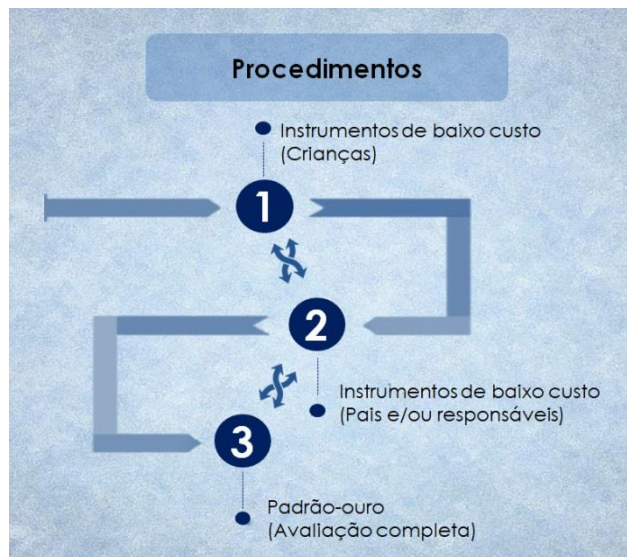 Procedimentos
Instrumentos de baixo custo
(Crianças)
1
2
Instrumentos de baixo custo
(Pais e/ou responsáveis)
3
Padrão-ouro
(Avaliação completa)